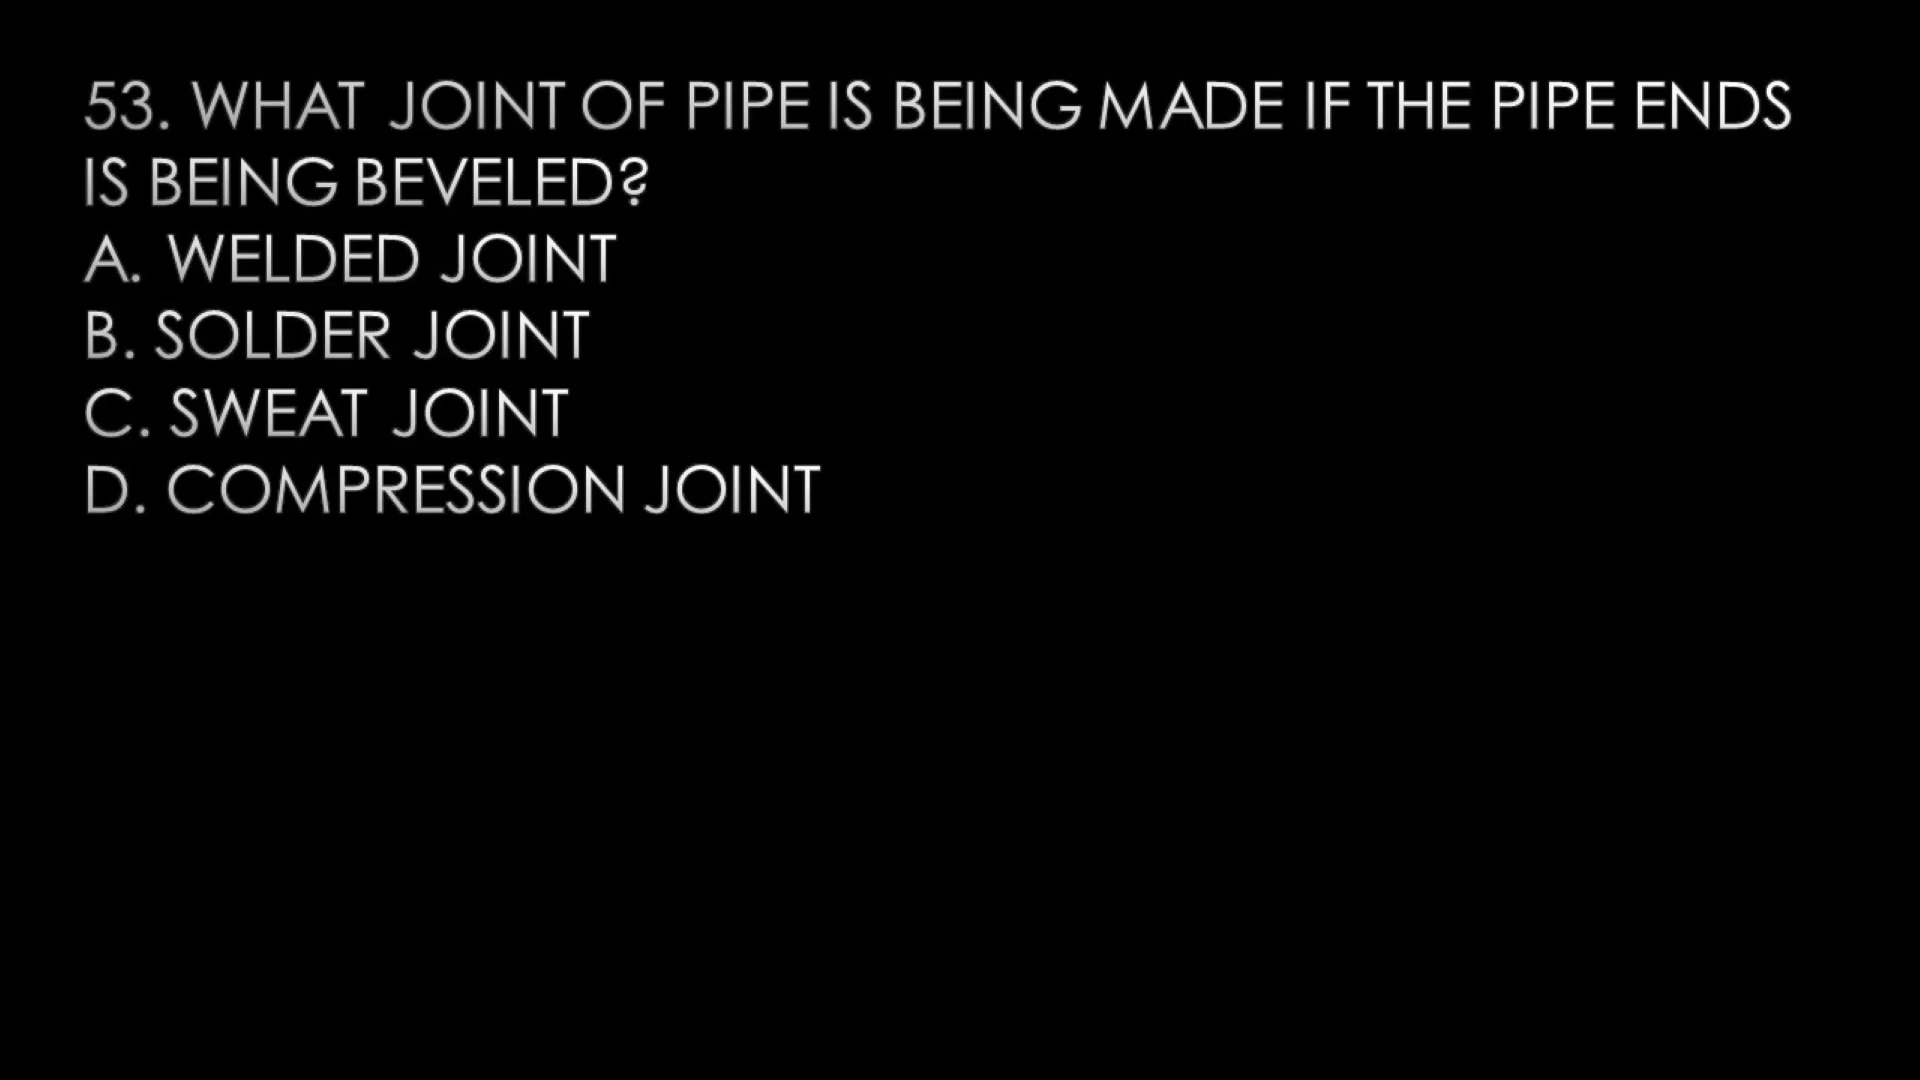 53. WHAT JOINT OF PIPE IS BEING MADE IF THE PIPE ENDS
IS BEING BEVELED?
A. WELDED JOINT
B. SOLDER JOINT
C. SWEAT JOINT
D. COMPRESSION JOINT